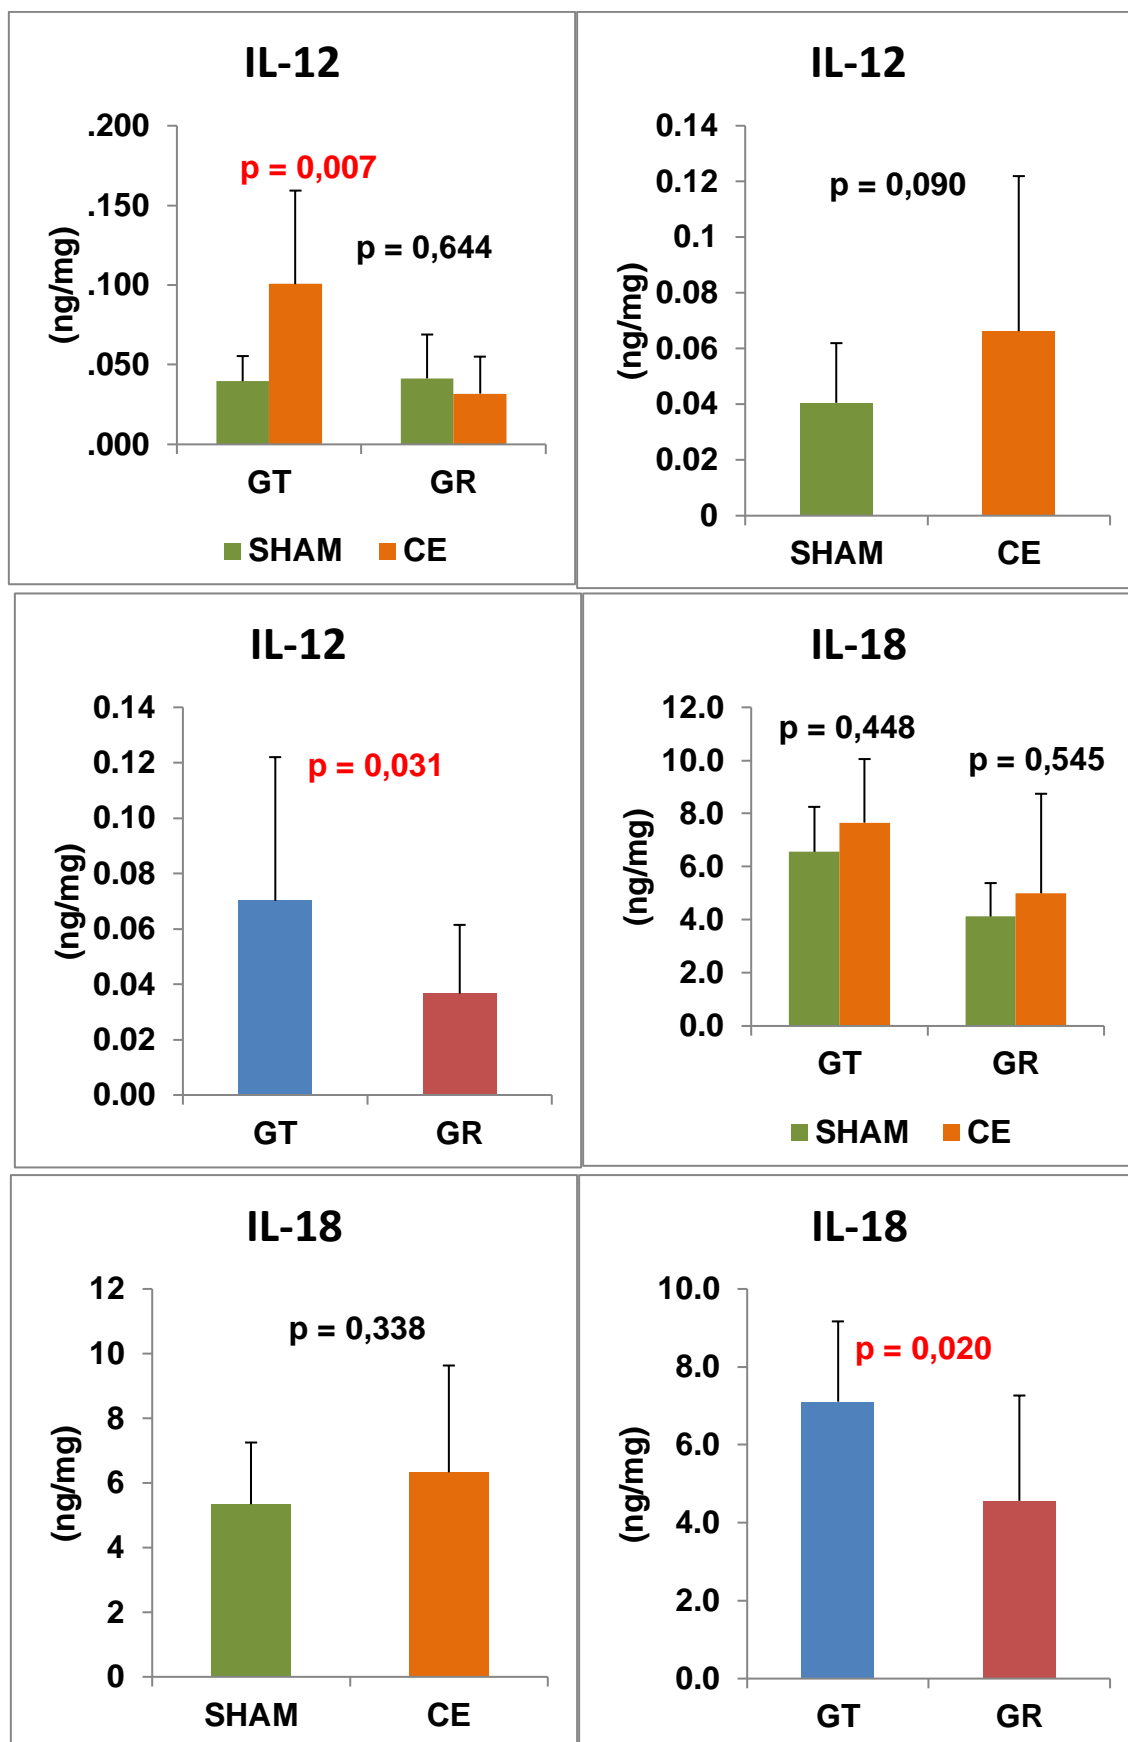 IL-12
.200
.150
.100
.050
.000
(ng/mg)
p = 0,007
p = 0,644
GT GR
SHAM CE
IL-12
0.14
0.12
0.1
0.08
0.06
0.04
0.02
0
(ng/mg)
p = 0,090
SHAM CE
IL-12
0.14
0.12
0.10
0.08
0.06
0.04
0.02
0.00
(ng/mg)
p = 0,031
GT GR
IL-18
12.0
10.0
8.0
6.0
4.0
2.0
0.0
(ng/mg)
p = 0,448
p = 0,545
GT GR
SHAM CE
IL-18
12
10
8
6
4
2
0
(ng/mg)
p = 0,338
SHAM CE
IL-18
10.0
8.0
6.0
4.0
2.0
0.0
(ng/mg)
p = 0,020
GT GR